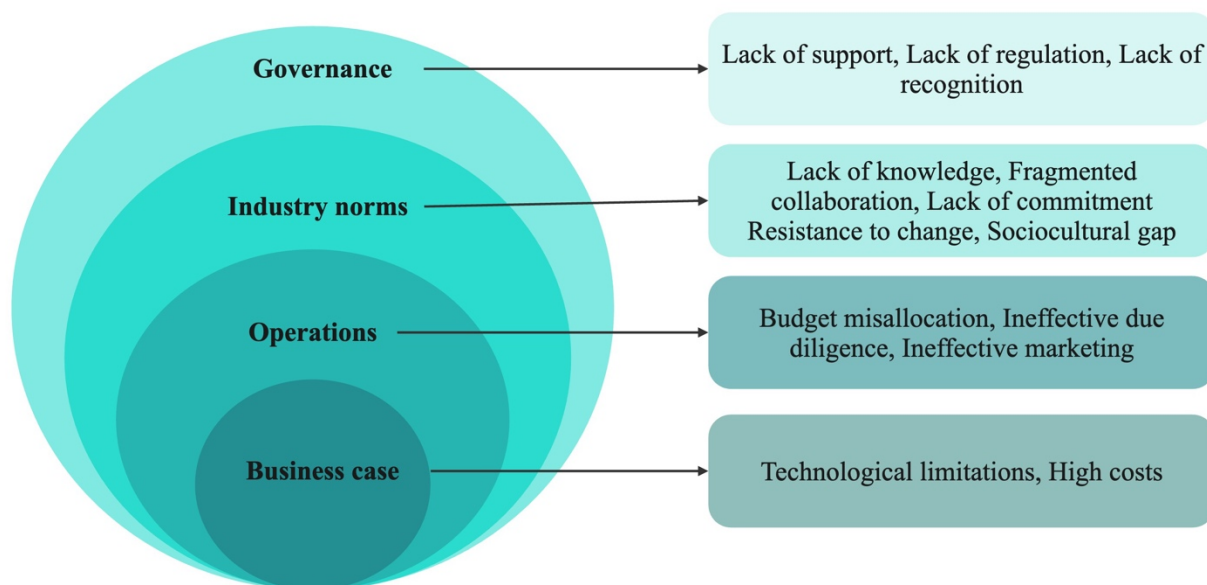 Governance
Lack of support, Lack of regulation, Lack of
recognition
Industry norms
Lack of knowledge, Fragmented
collaboration, Lack of commitment
Resistance to change, Sociocultural gap
Operations
Budget misallocation, Ineffective due
diligence, Ineffective marketing
Business case
Technological limitations, High costs